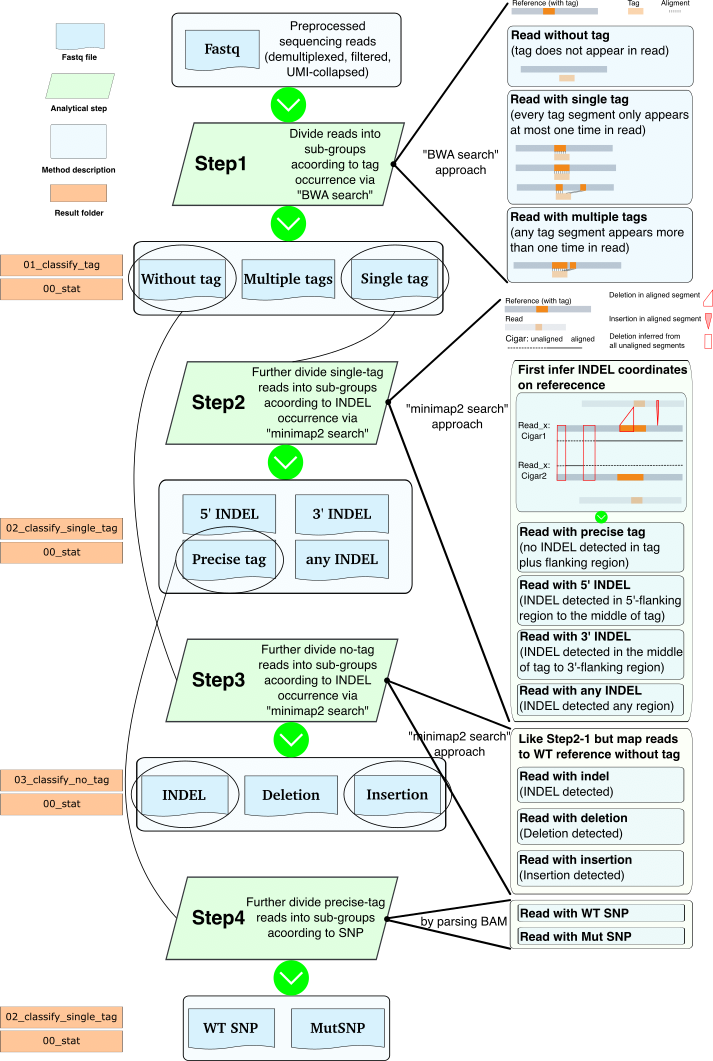 Fastq file
Analytical step
Method description
Result folder
Fastq
Preprocessed
sequencing reads
(demultiplexed, filtered,
UMI-collapsed)
Reference (with tag)
Tag
Aligment
Read without tag
(tag does not appear in read)
Read with single tag
(every tag segment only appears
at most one time in read)
Read with multiple tags
(any tag segment appears more
than one time in read)
Step1
Divide reads into
sub-groups
aoording to tag
occurrence via
"BWA search"
"BWA search"
approach
01_classify_tag
00_stat
Without tag
Multiple tags
Single tag
Reference (with tag)
Read
Cigar: unaligned aligned
Deletion in aligned segment
Insertion in aligned segment
Deletion inferred from
all unaligned segments
Step2
Further divide single-tag
reads into sub-groups
aoording to INDEL
occurrence via
"minimap2 search"
"minimap2 search"
approach
First infer INDEL coordinates
on referecence
Read_x:
Cigar1
Read_x:
Cigar2
Read with precise tag
(no INDEL detected in tag
plus flanking region)
Read with 5' INDEL
(INDEL detected in 5'-flanking
region to the middle of tag)
Read with 3' INDEL
(INDEL detected in the middle
of tag to 3'-flanking region)
Read with any INDEL
(INDEL detected any region)
02_classify_single_tag
00_stat
5' INDEL
3' INDEL
Precise tag
any INDEL
Step3
Further divide no-tag
reads into sub-groups
aoording to INDEL
occurrence via
"minimap2 search"
"minimap2 search"
approach
Like Step2-1 but map reads
to WT reference without tag
Read with indel
(INDEL detected)
Read with deletion
(Deletion detected)
Read with insertion
(Insertion detected)
03_classify_no_tag
00_stat
INDEL
Deletion
Insertion
Step4
Further divide precise-tag
reads into sub-groups
aoording to SNP
by parsing BAM
Read with WT SNP
Read with Mut SNP
02_classify_single_tag
00_stat
WT SNP
MutSNP